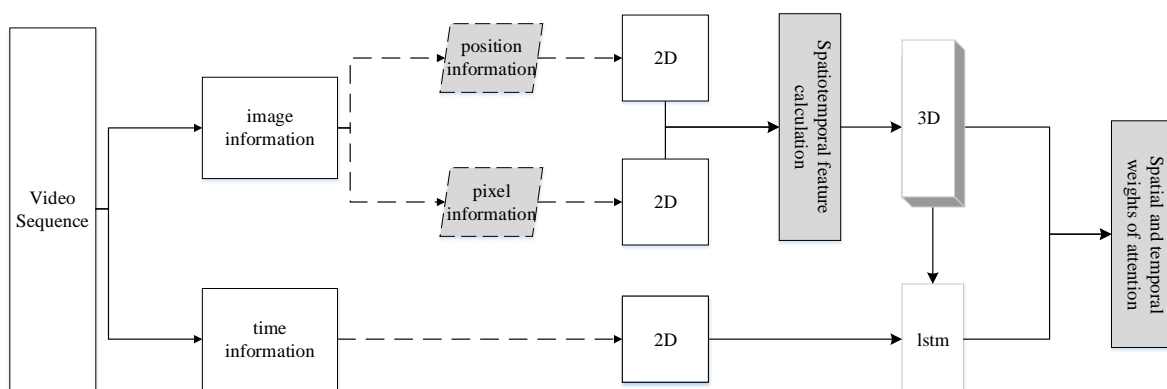 Video
Sequence
image
information
time
information
position
information
pixel
information
2D
2D
2D
Spatiotemporal feature
calculation
3D
lstm
Spatial and temporal
weights of attention